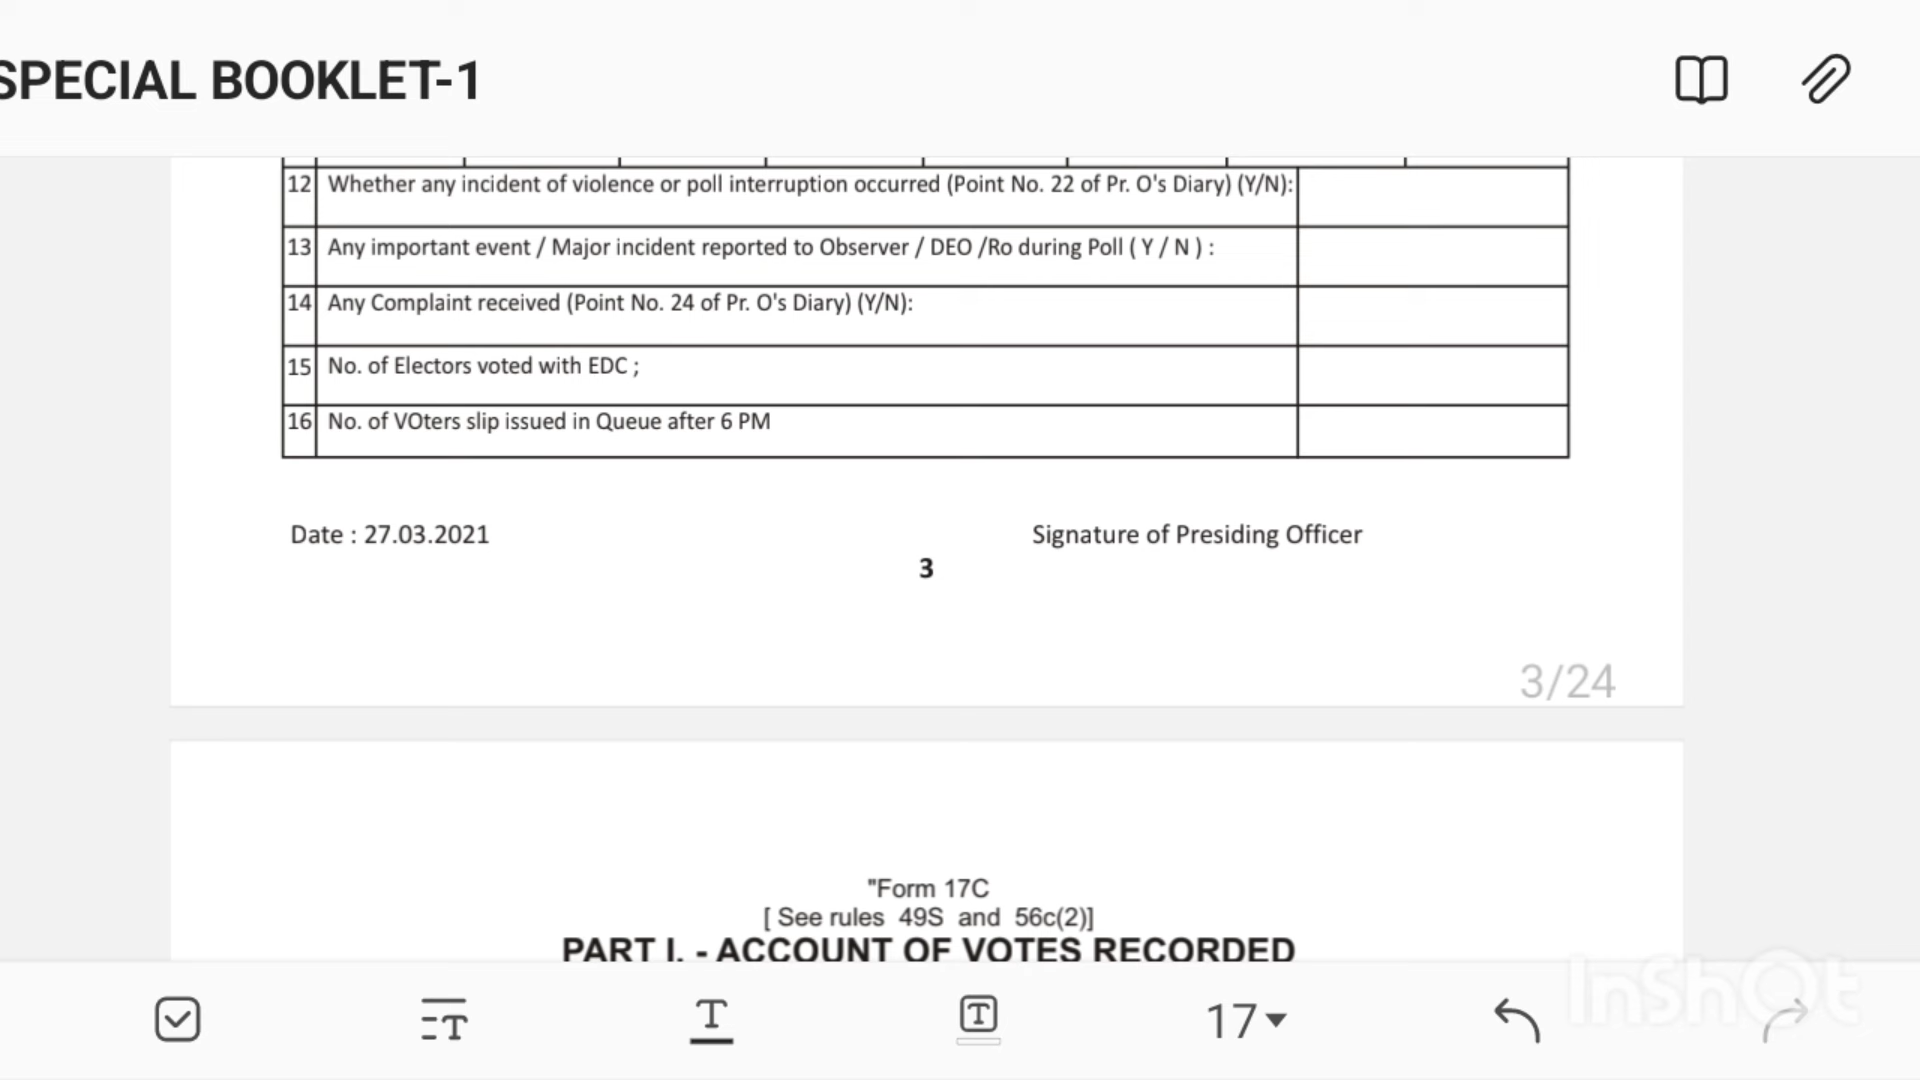 SPECIAL BOOKLET-1
12 Whether any incident of violence or poll interruption occurred (Point No. 22 of Pr. O's Diary) (Y/N):
13 Any important event / Major incident reported to Observer / DEO /Ro during Poll ( Y / N ) :
14 Any Complaint received (Point No. 24 of Pr. O's Diary) (Y/N):
15 No. of Electors voted with EDC ;
16 No. of VOters slip issued in Queue after 6 PM
Date : 27.03.2021 Signature of Presiding Officer
3
3/24
"Form 17C
[ See rules 49S and 56c(2)]
PART I. - ACCOUNT OF VOTES RECORDED
InShOt
T T T 17